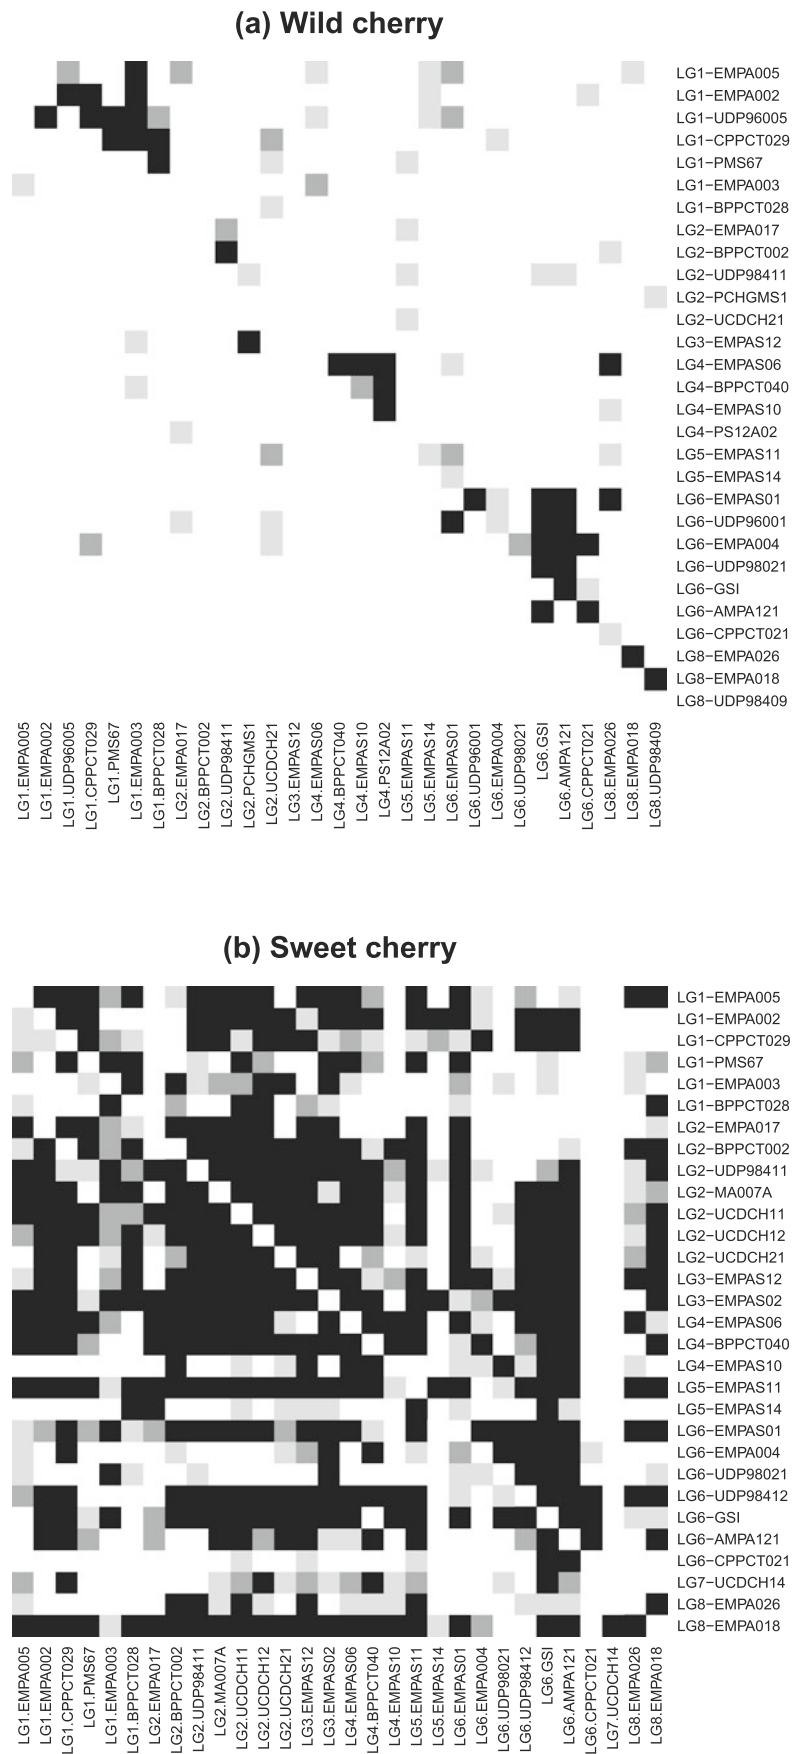 (a) Wild cherry
LG1−EMPA005
LG1−EMPA002
LG1−UDP96005
LG1−CPPCT029
LG1−PMS67
LG1−EMPA003
LG1−BPPCT028
LG2−EMPA017
LG2−BPPCT002
LG2−UDP98411
LG2−PCHGMS1
LG2−UCDCH21
LG3−EMPAS12
LG4−EMPAS06
LG4−BPPCT040
LG4−EMPAS10
LG4−PS12A02
LG5−EMPAS11
LG5−EMPAS14
LG6−EMPAS01
LG6−UDP96001
LG6−EMPA004
LG6−UDP98021
LG6−GSI
LG6−AMPA121
LG6−CPPCT021
LG8−EMPA026
LG8−EMPA018
LG8−UDP98409
LG1.EMPA005
LG1.EMPA002
LG1.UDP96005
LG1.CPPCT029
LG1.PMS67
LG1.EMPA003
LG1.BPPCT028
LG2.EMPA017
LG2.BPPCT002
LG2.UDP98411
LG2.PCHGMS1
LG2.UCDCH21
LG3.EMPAS12
LG4.EMPAS06
LG4.BPPCT040
LG4.EMPAS10
LG4.PS12A02
LG5.EMPAS11
LG5.EMPAS14
LG6.EMPAS01
LG6.UDP96001
LG6.EMPA004
LG6.UDP98021
LG6.GSI
LG6.AMPA121
LG6.CPPCT021
LG8.EMPA026
LG8.EMPA018
LG8.UDP98409
(b) Sweet cherry
LG1−EMPA005
LG1−EMPA002
LG1−CPPCT029
LG1−PMS67
LG1−EMPA003
LG1−BPPCT028
LG2−EMPA017
LG2−BPPCT002
LG2−UDP98411
LG2−MA007A
LG2−UCDCH11
LG2−UCDCH12
LG2−UCDCH21
LG3−EMPAS12
LG3−EMPAS02
LG4−EMPAS06
LG4−BPPCT040
LG4−EMPAS10
LG5−EMPAS11
LG5−EMPAS14
LG6−EMPAS01
LG6−EMPA004
LG6−UDP98021
LG6−UDP98412
LG6−GSI
LG6−AMPA121
LG6−CPPCT021
LG7−UCDCH14
LG8−EMPA026
LG8−EMPA018
LG1.EMPA005
LG1.EMPA002
LG1.CPPCT029
LG1.PMS67
LG1.EMPA003
LG1.BPPCT028
LG2.EMPA017
LG2.BPPCT002
LG2.UDP98411
LG2.MA007A
LG2.UCDCH11
LG2.UCDCH12
LG2.UCDCH21
LG3.EMPAS12
LG3.EMPAS02
LG4.EMPAS06
LG4.BPPCT040
LG4.EMPAS10
LG5.EMPAS11
LG5.EMPAS14
LG6.EMPAS01
LG6.EMPA004
LG6.UDP98021
LG6.UDP98412
LG6.GSI
LG6.AMPA121
LG6.CPPCT021
LG7.UCDCH14
LG8.EMPA026
LG8.EMPA018